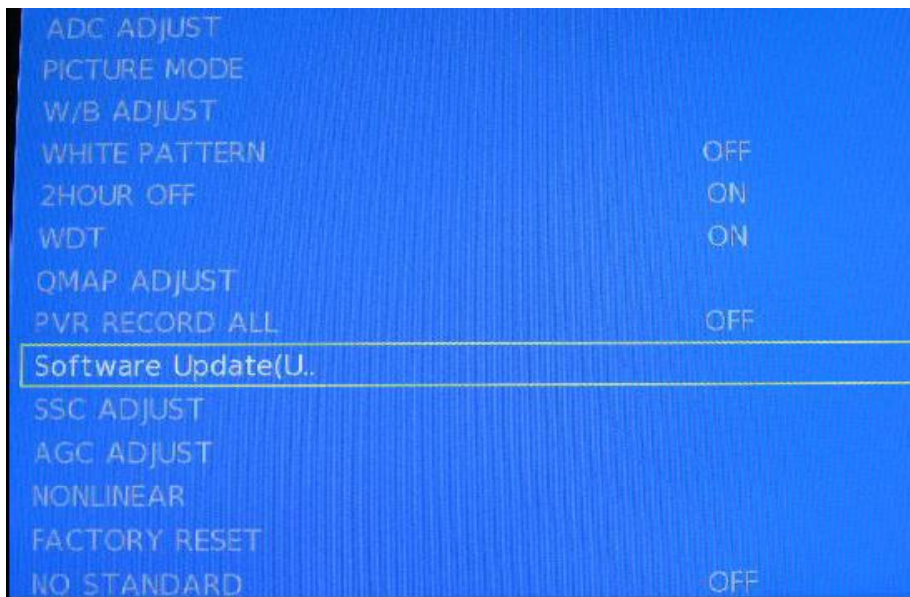 ADC ADJUST
PICTURE MODE
W/B ADJUST
WHITE PATTERN OFF
2HOUR OFF ON
WDT ON
QMAP ADJUST
PVR RECORD ALL OFF
Software Update(U..
SSC ADJUST
AGC ADJUST
NONLINEAR
FACTORY RESET
NO STANDARD OFF